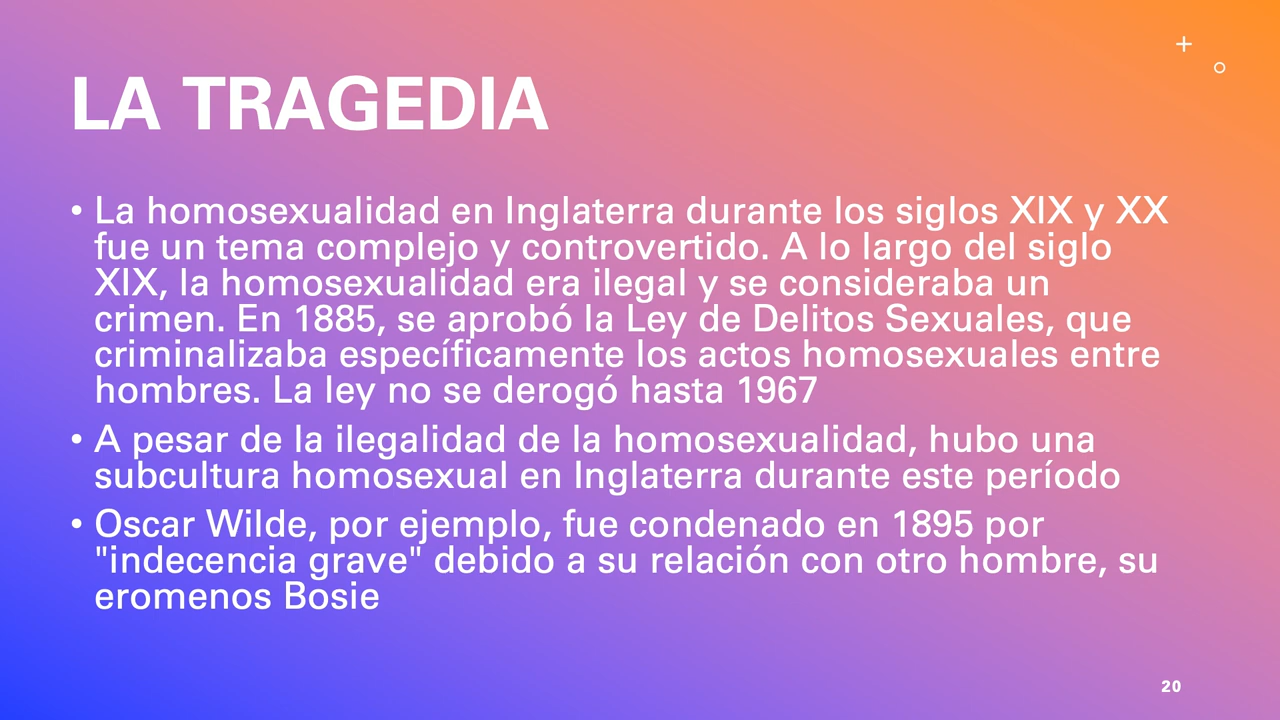 LA TRAGEDIA
• La homosexualidad en Inglaterra durante los siglos XIX y XX
fue un tema complejo y controvertido. A lo largo del siglo
XIX, la homosexualidad era ilegal y se consideraba un
crimen. En 1885, se aprobó la Ley de Delitos Sexuales, que
criminalizaba específicamente los actos homosexuales entre
hombres. La ley no se derogó hasta 1967
• A pesar de la ilegalidad de la homosexualidad, hubo una
subcultura homosexual en Inglaterra durante este período
• Oscar Wilde, por ejemplo, fue condenado en 1895 por
"indecencia grave" debido a su relación con otro hombre, su
eromenos Bosie
20